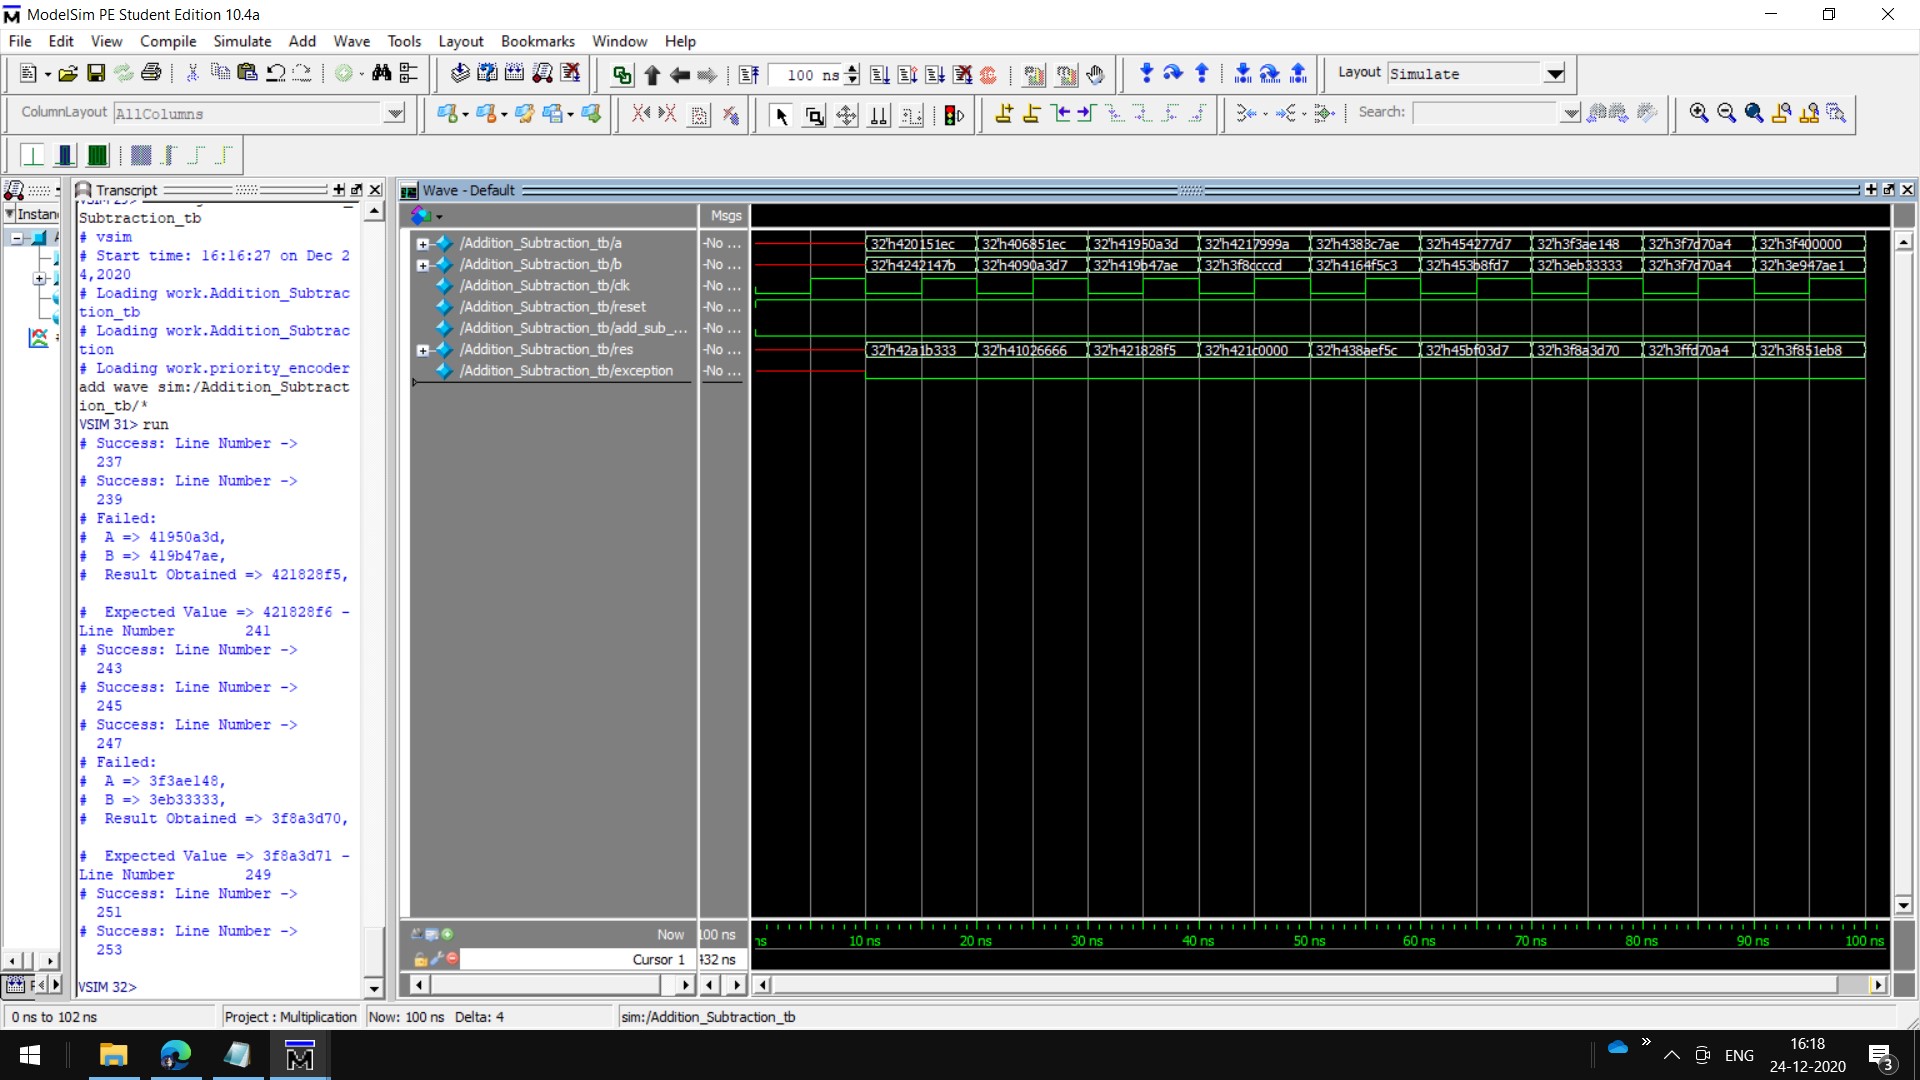 ModelSim PE Student Edition 10.4a
File Edit View Compile Simulate Add Wave Tools Layout Bookmarks Window Help
100 ns
Layout Simulate
ColumnLayout AllColumns
Search:
Transcript
Instan
Subtraction_tb
# vsim
# Start time: 16:16:27 on Dec 2
4,2020
# Loading work.Addition_Subtrac
tion_tb
# Loading work.Addition_Subtrac
tion
# Loading work.priority_encoder
add wave sim:/Addition_Subtract
ion_tb/*
VSIM 31> run
# Success: Line Number ->
237
# Success: Line Number ->
239
# Failed:
# A => 41950a3d,
# B => 419b47ae,
# Result Obtained => 421828f5,
# Expected Value => 421828f6 -
Line Number 241
# Success: Line Number ->
243
# Success: Line Number ->
245
# Success: Line Number ->
247
# Failed:
# A => 3f3ae148,
# B => 3eb33333,
# Result Obtained => 3f8a3d70,
# Expected Value => 3f8a3d71 -
Line Number 249
# Success: Line Number ->
251
# Success: Line Number ->
253
VSIM 32>
Wave - Default
Msgs
/Addition_Subtraction_tb/a -No ... 32'h420151ec 32'h406851ec 32'h41950a3d 32'h4217999a 32'h4383c7ae 32'h454277d7 32'h3f3ae148 32'h3f7d70a4 32'h3f400000
/Addition_Subtraction_tb/b -No ... 32'h4242147b 32'h4090a3d7 32'h419b47ae 32'h3f8ccccd 32'h4164f5c3 32'h453b8fd7 32'h3eb33333 32'h3f7d70a4 32'h3e947ae1
/Addition_Subtraction_tb/clk -No ...
/Addition_Subtraction_tb/reset -No ...
/Addition_Subtraction_tb/add_sub_... -No ...
/Addition_Subtraction_tb/res -No ... 32'h42a1b333 32'h41026666 32'h421828f5 32'h421c0000 32'h438aef5c 32'h45bf03d7 32'h3f8a3d70 32'h3ffd70a4 32'h3f851eb8
/Addition_Subtraction_tb/exception -No ...
Now 100 ns
ns 10 ns 20 ns 30 ns 40 ns 50 ns 60 ns 70 ns 80 ns 90 ns 100 ns
Cursor 1 432 ns
0 ns to 102 ns
Project : Multiplication
Now: 100 ns Delta: 4
sim:/Addition_Subtraction_tb
ENG
16:18
24-12-2020
3